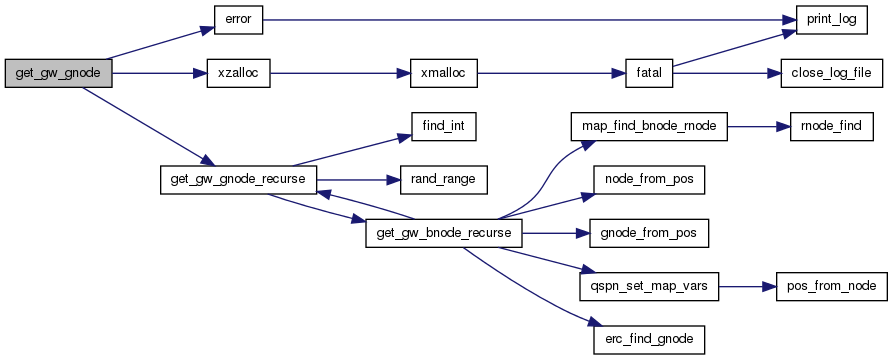 error
print_log
get_gw_gnode
xzalloc
xmalloc
fatal
close_log_file
find_int
map_find_bnode_rnode
rnode_find
get_gw_gnode_recurse
rand_range
node_from_pos
get_gw_bnode_recurse
gnode_from_pos
qspn_set_map_vars
pos_from_node
erc_find_gnode